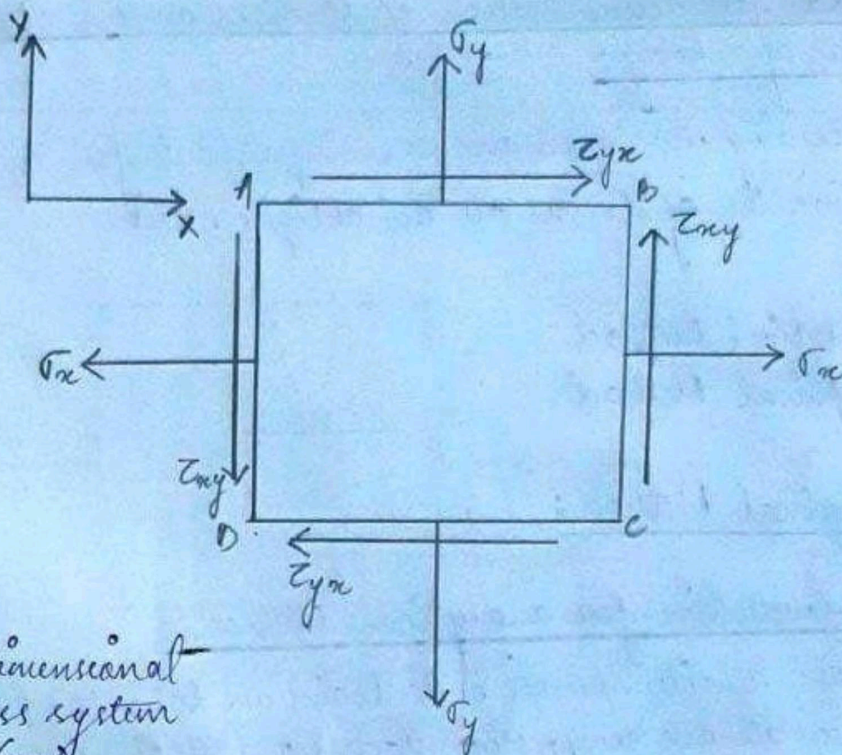 Y
σy
τyx
A
B
X
τxy
σx
σx
τxy
D
C
τyx
imensional
ss system
σy